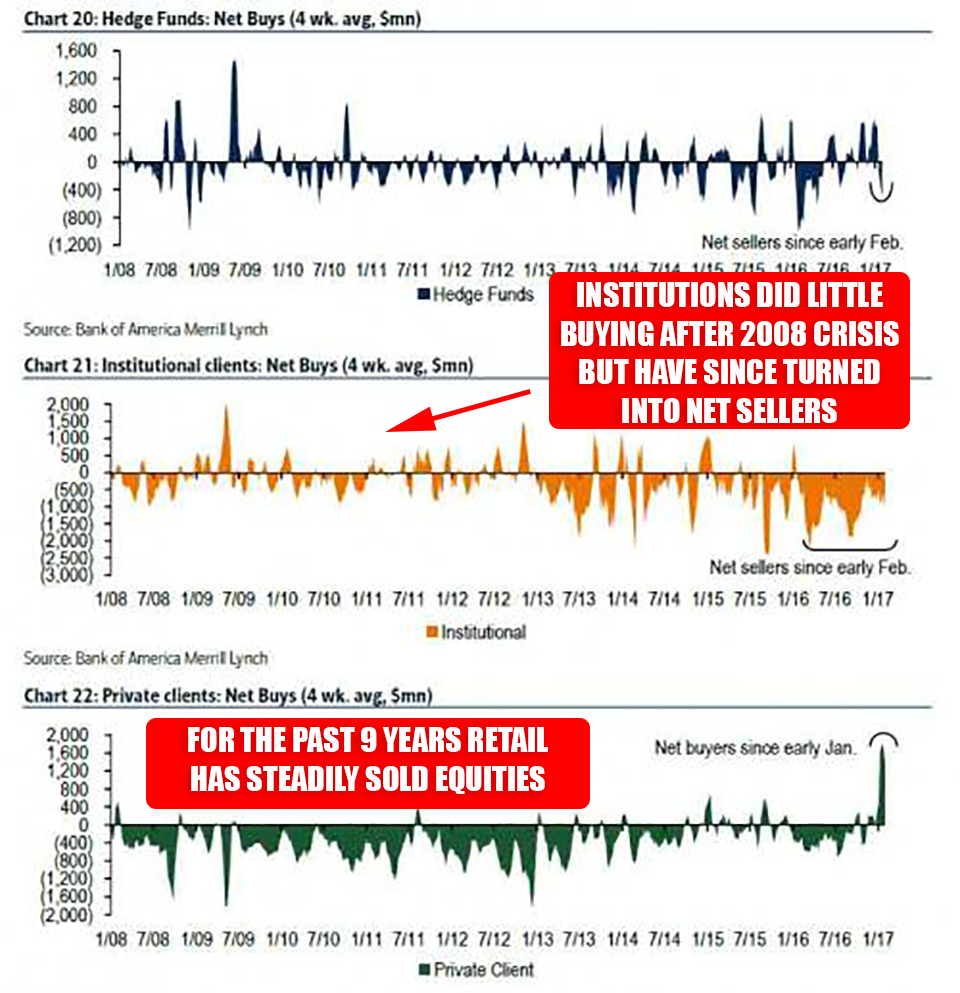 Chart 20: Hedge Funds: Net Buys (4 wk. avg, $mn)
1,600
1,200
800
400
0
(400)
(800)
(1,200)
Net sellers since early Feb.
1/08 7/08 1/09 7/09 1/10 7/10 1/11 7/11 1/12 7/12 1/13 7/13 1/14 7/14 1/15 7/15 1/16 7/16 1/17
Hedge Funds
INSTITUTIONS DID LITTLE
BUYING AFTER 2008 CRISIS
BUT HAVE SINCE TURNED
INTO NET SELLERS
Source: Bank of America Merrill Lynch
Chart 21: Institutional clients: Net Buys (4 wk. avg, $mn)
2,000
1,500
1,000
500
0
(500)
(1,000)
(1,500)
(2,000)
(2,500)
(3,000)
Net sellers since early Feb.
1/08 7/08 1/09 7/09 1/10 7/10 1/11 7/11 1/12 7/12 1/13 7/13 1/14 7/14 1/15 7/15 1/16 7/16 1/17
Institutional
Source: Bank of America Merrill Lynch
Chart 22: Private clients: Net Buys (4 wk. avg, $mn)
FOR THE PAST 9 YEARS RETAIL
HAS STEADILY SOLD EQUITIES
Net buyers since early Jan.
2,000
1,600
1,200
800
400
0
(400)
(800)
(1,200)
(1,600)
(2,000)
1/08 7/08 1/09 7/09 1/10 7/10 1/11 7/11 1/12 7/12 1/13 7/13 1/14 7/14 1/15 7/15 1/16 7/16 1/17
Private Client